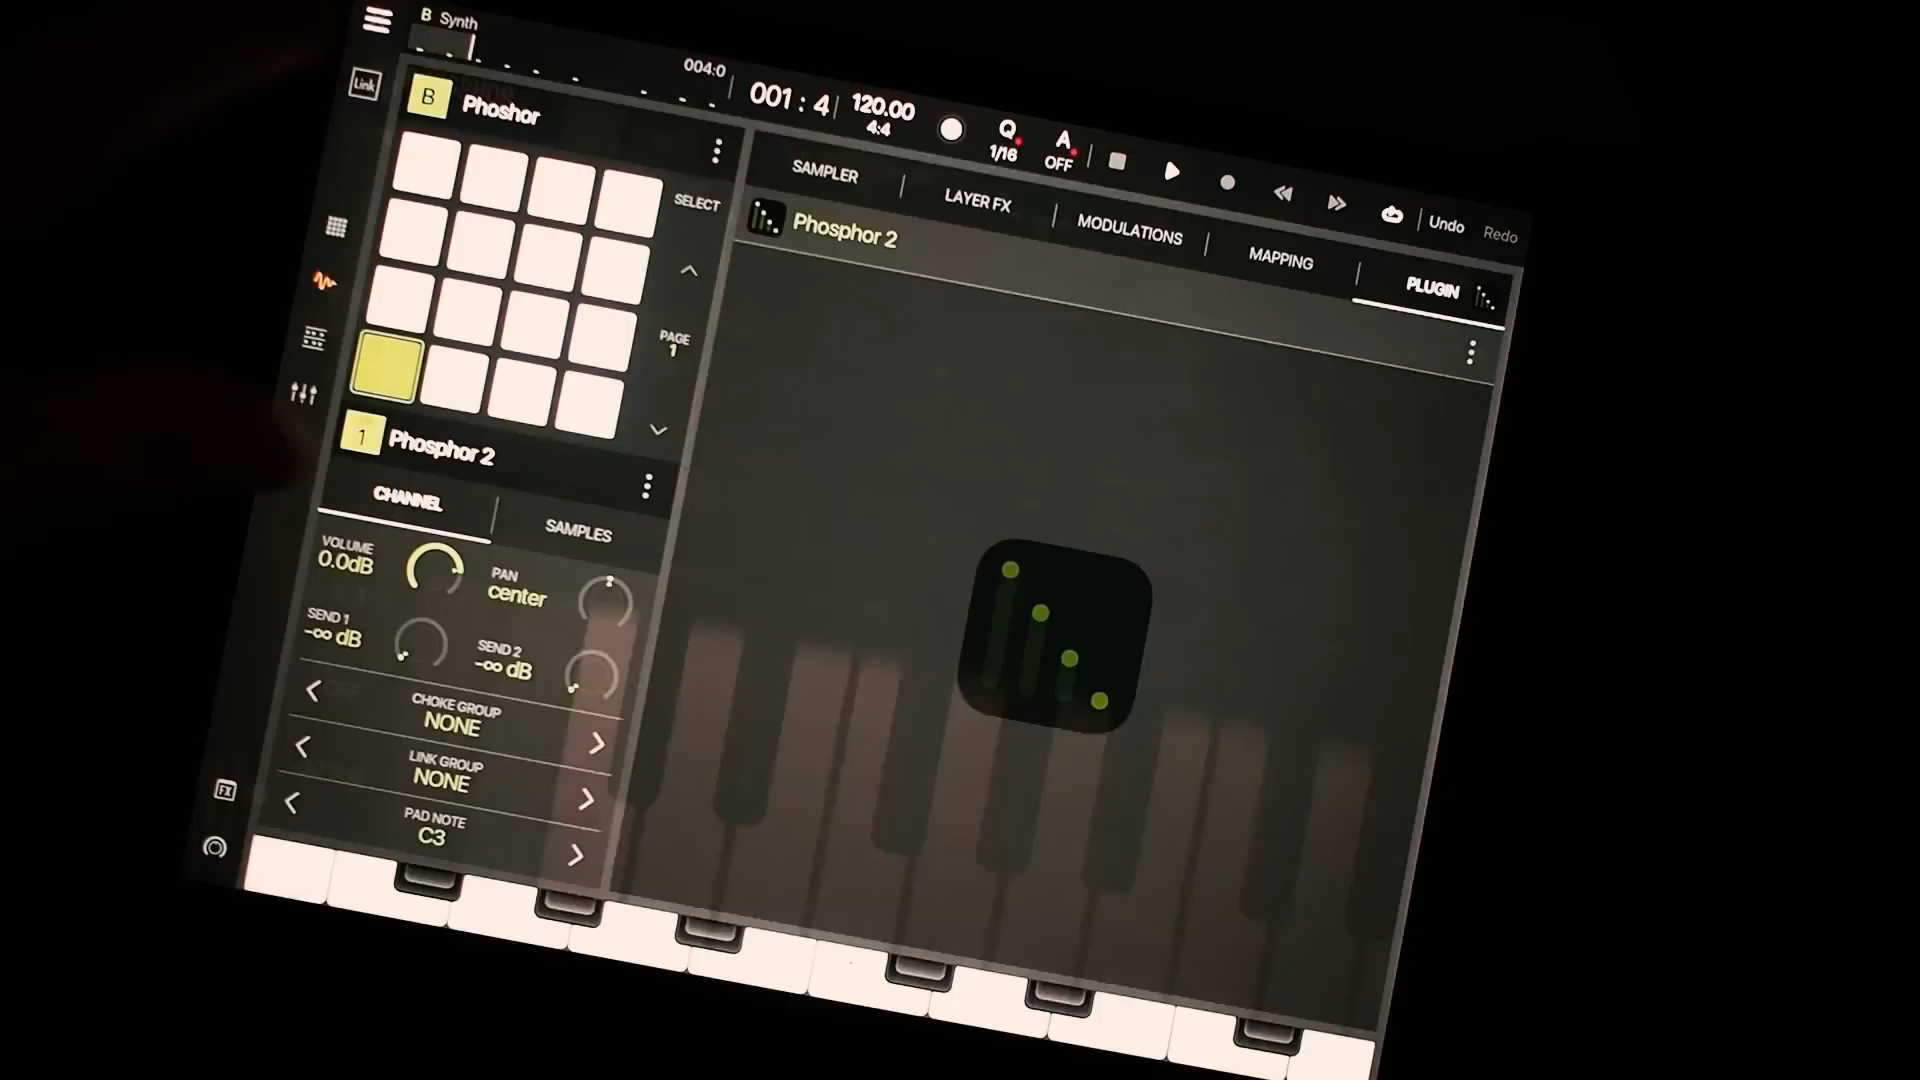 B Synth
004:0
001 : 4
120.00
4:4
Q
1/16
A
OFF
Undo
Redo
Link
B
Phoshor
SELECT
PAGE
1
SAMPLER
LAYER FX
MODULATIONS
MAPPING
PLUGIN
Phosphor 2
1
Phosphor 2
CHANNEL
SAMPLES
VOLUME
0.0dB
PAN
center
SEND 1
-∞ dB
SEND 2
-∞ dB
CHOKE GROUP
NONE
LINK GROUP
NONE
PAD NOTE
C3
FX